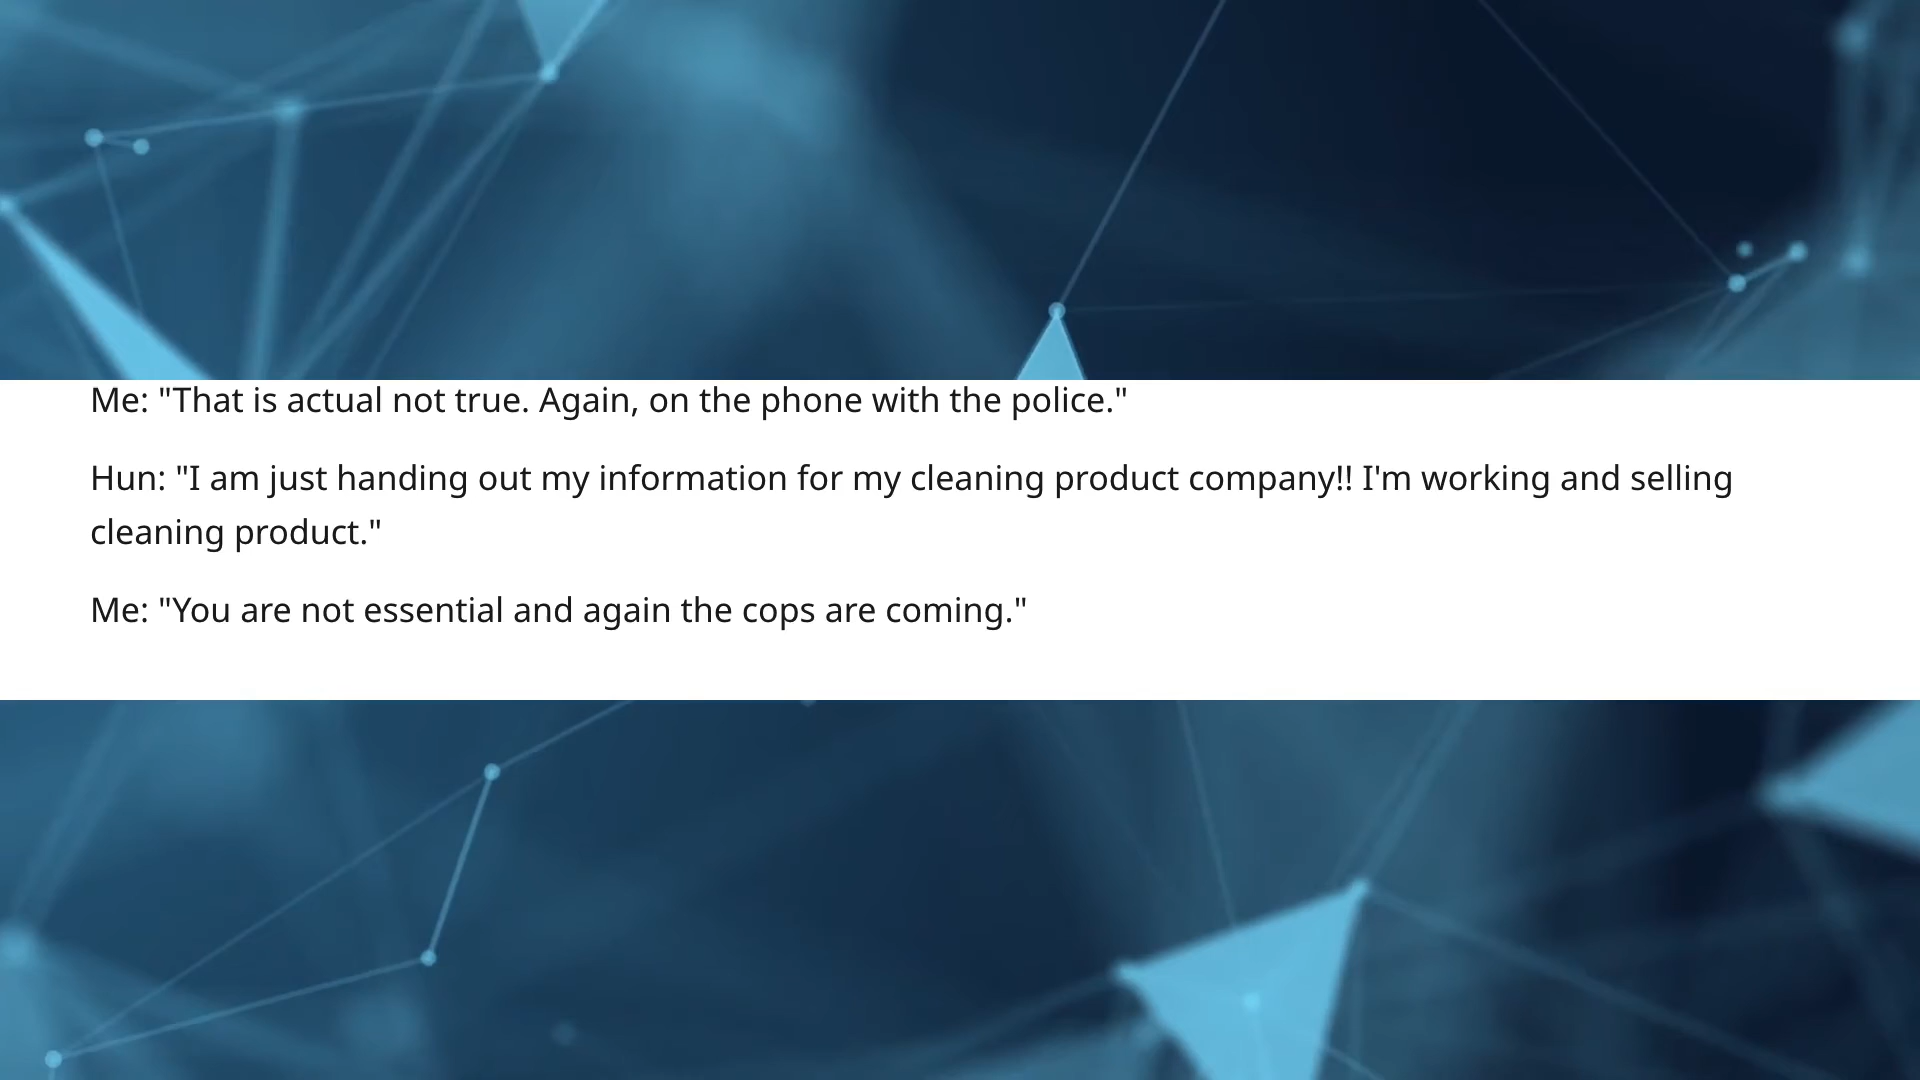 Me: "That is actual not true. Again, on the phone with the police."
Hun: "I am just handing out my information for my cleaning product company!! I'm working and selling
cleaning product."
Me: "You are not essential and again the cops are coming."